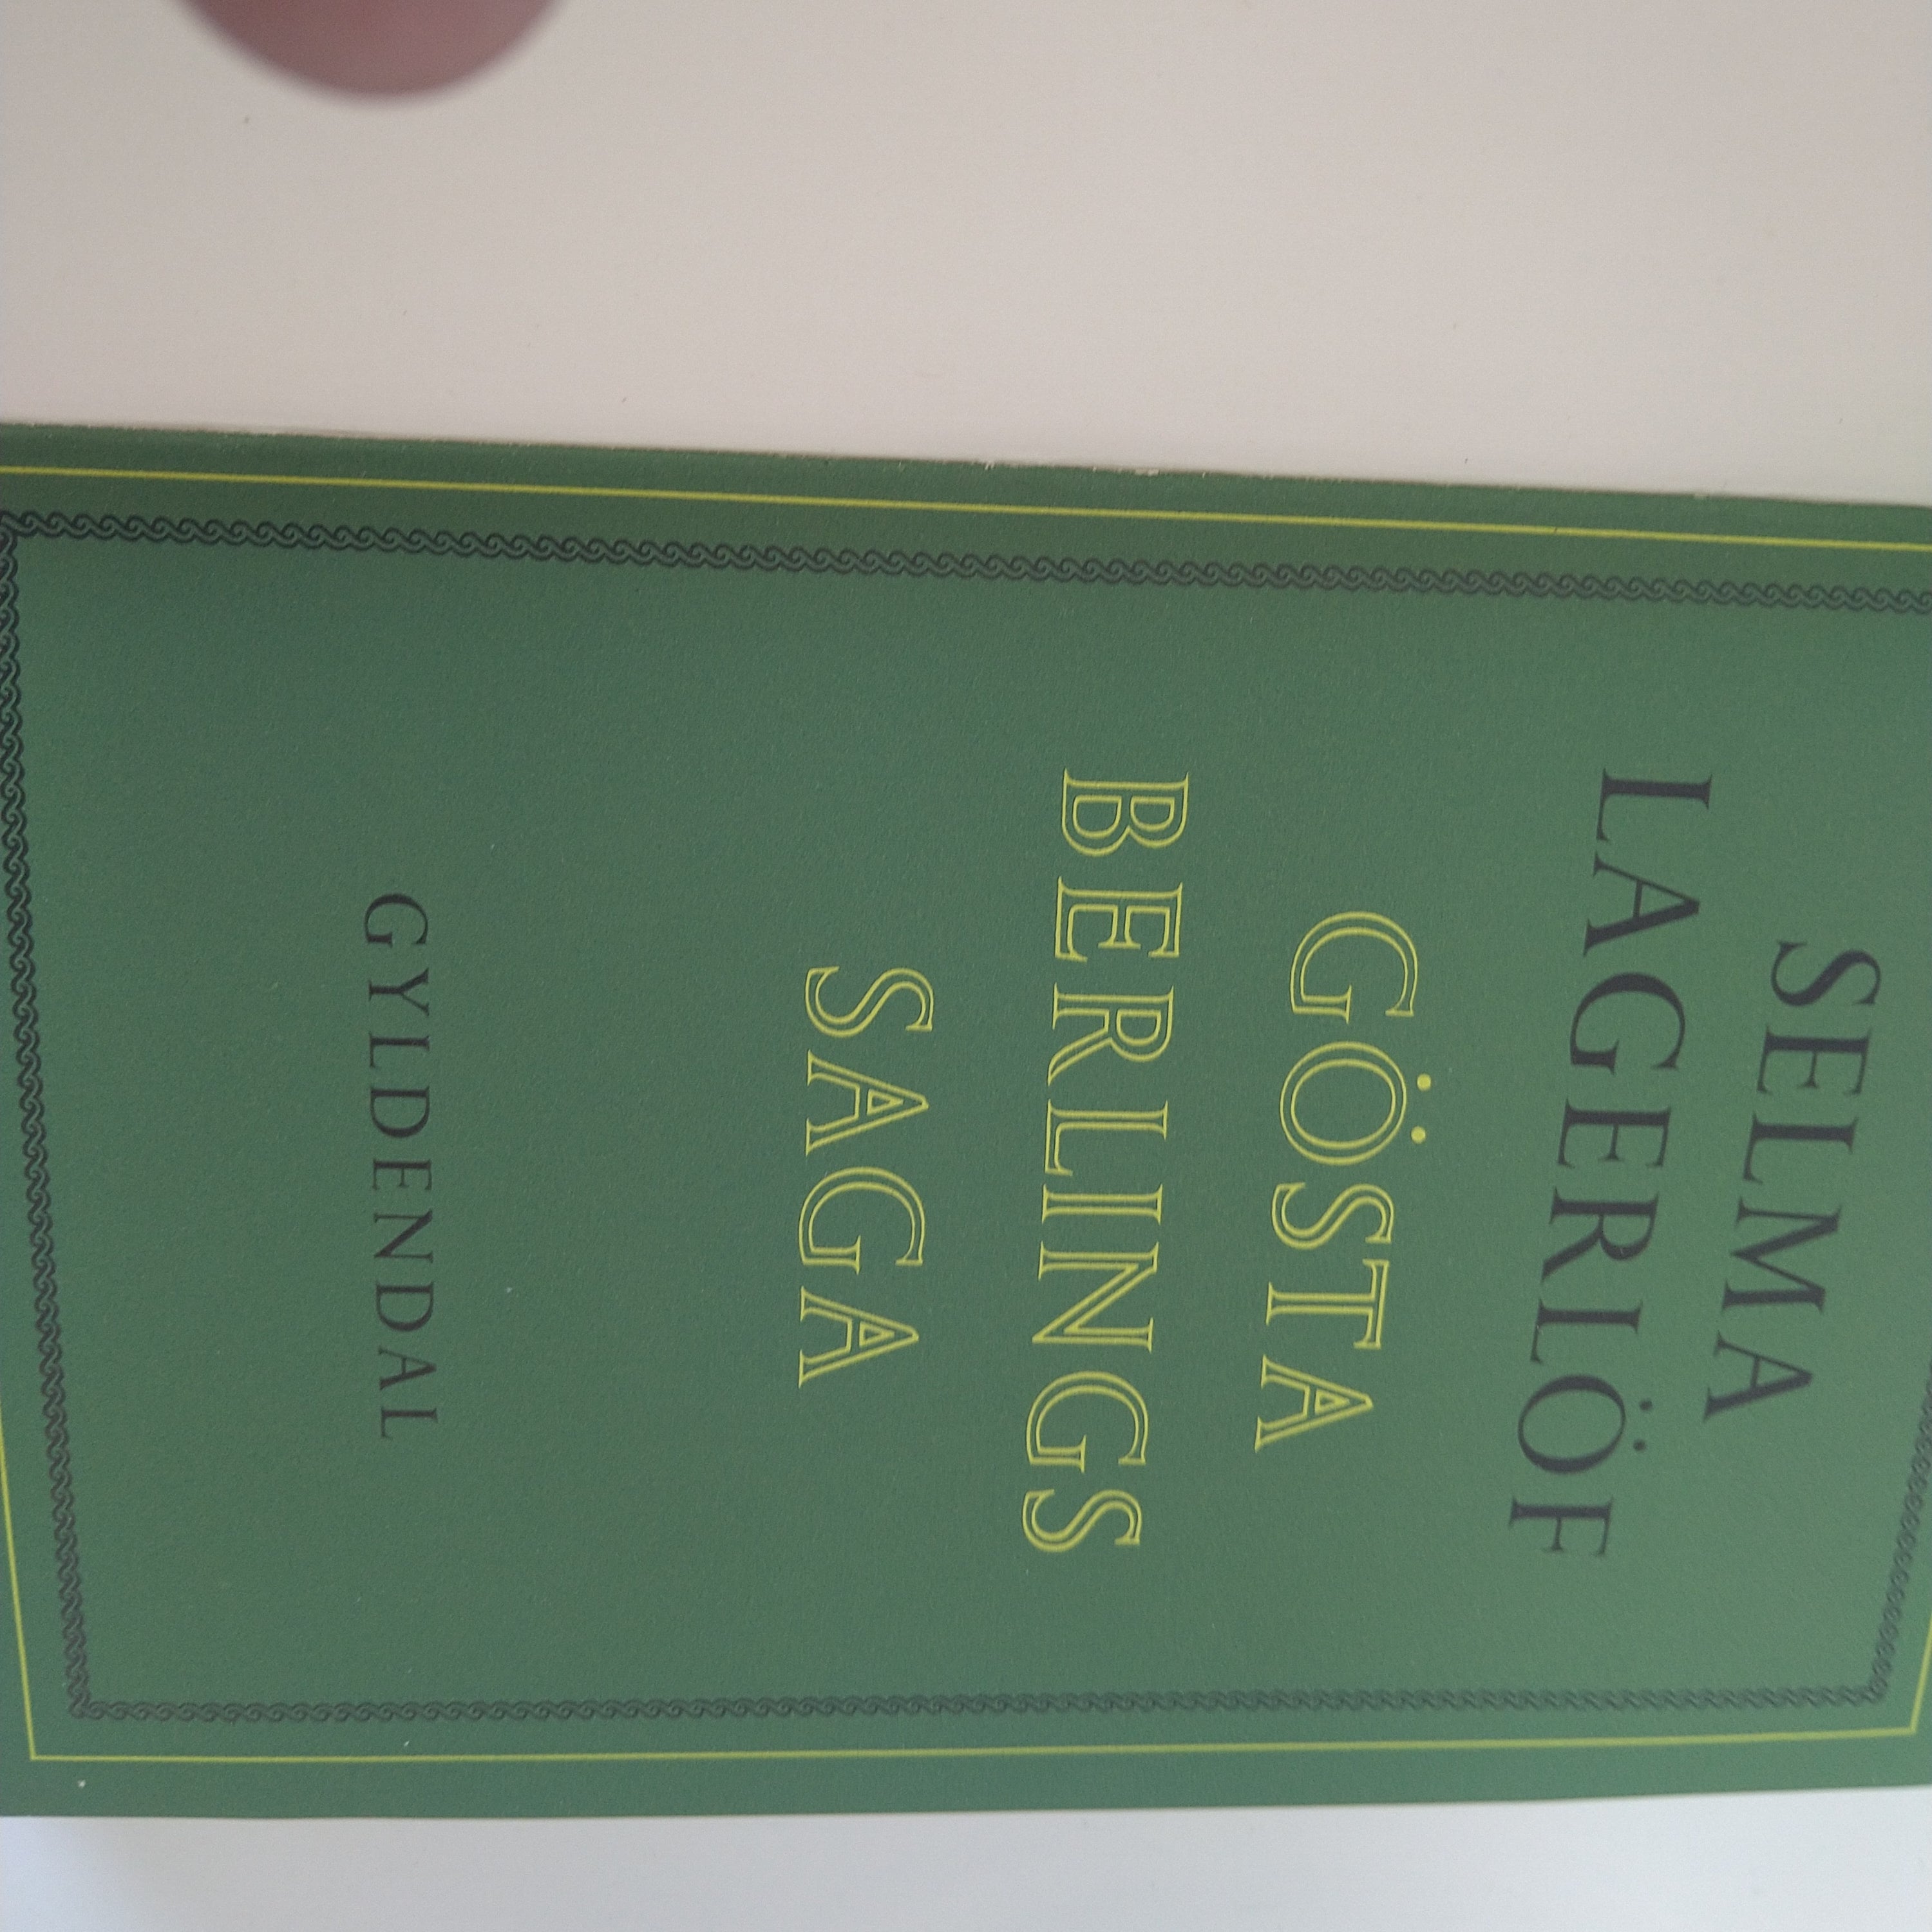 SELMA
LAGERLÖF
GÖSTA
BERLINGS
SAGA
GYLDENDAL